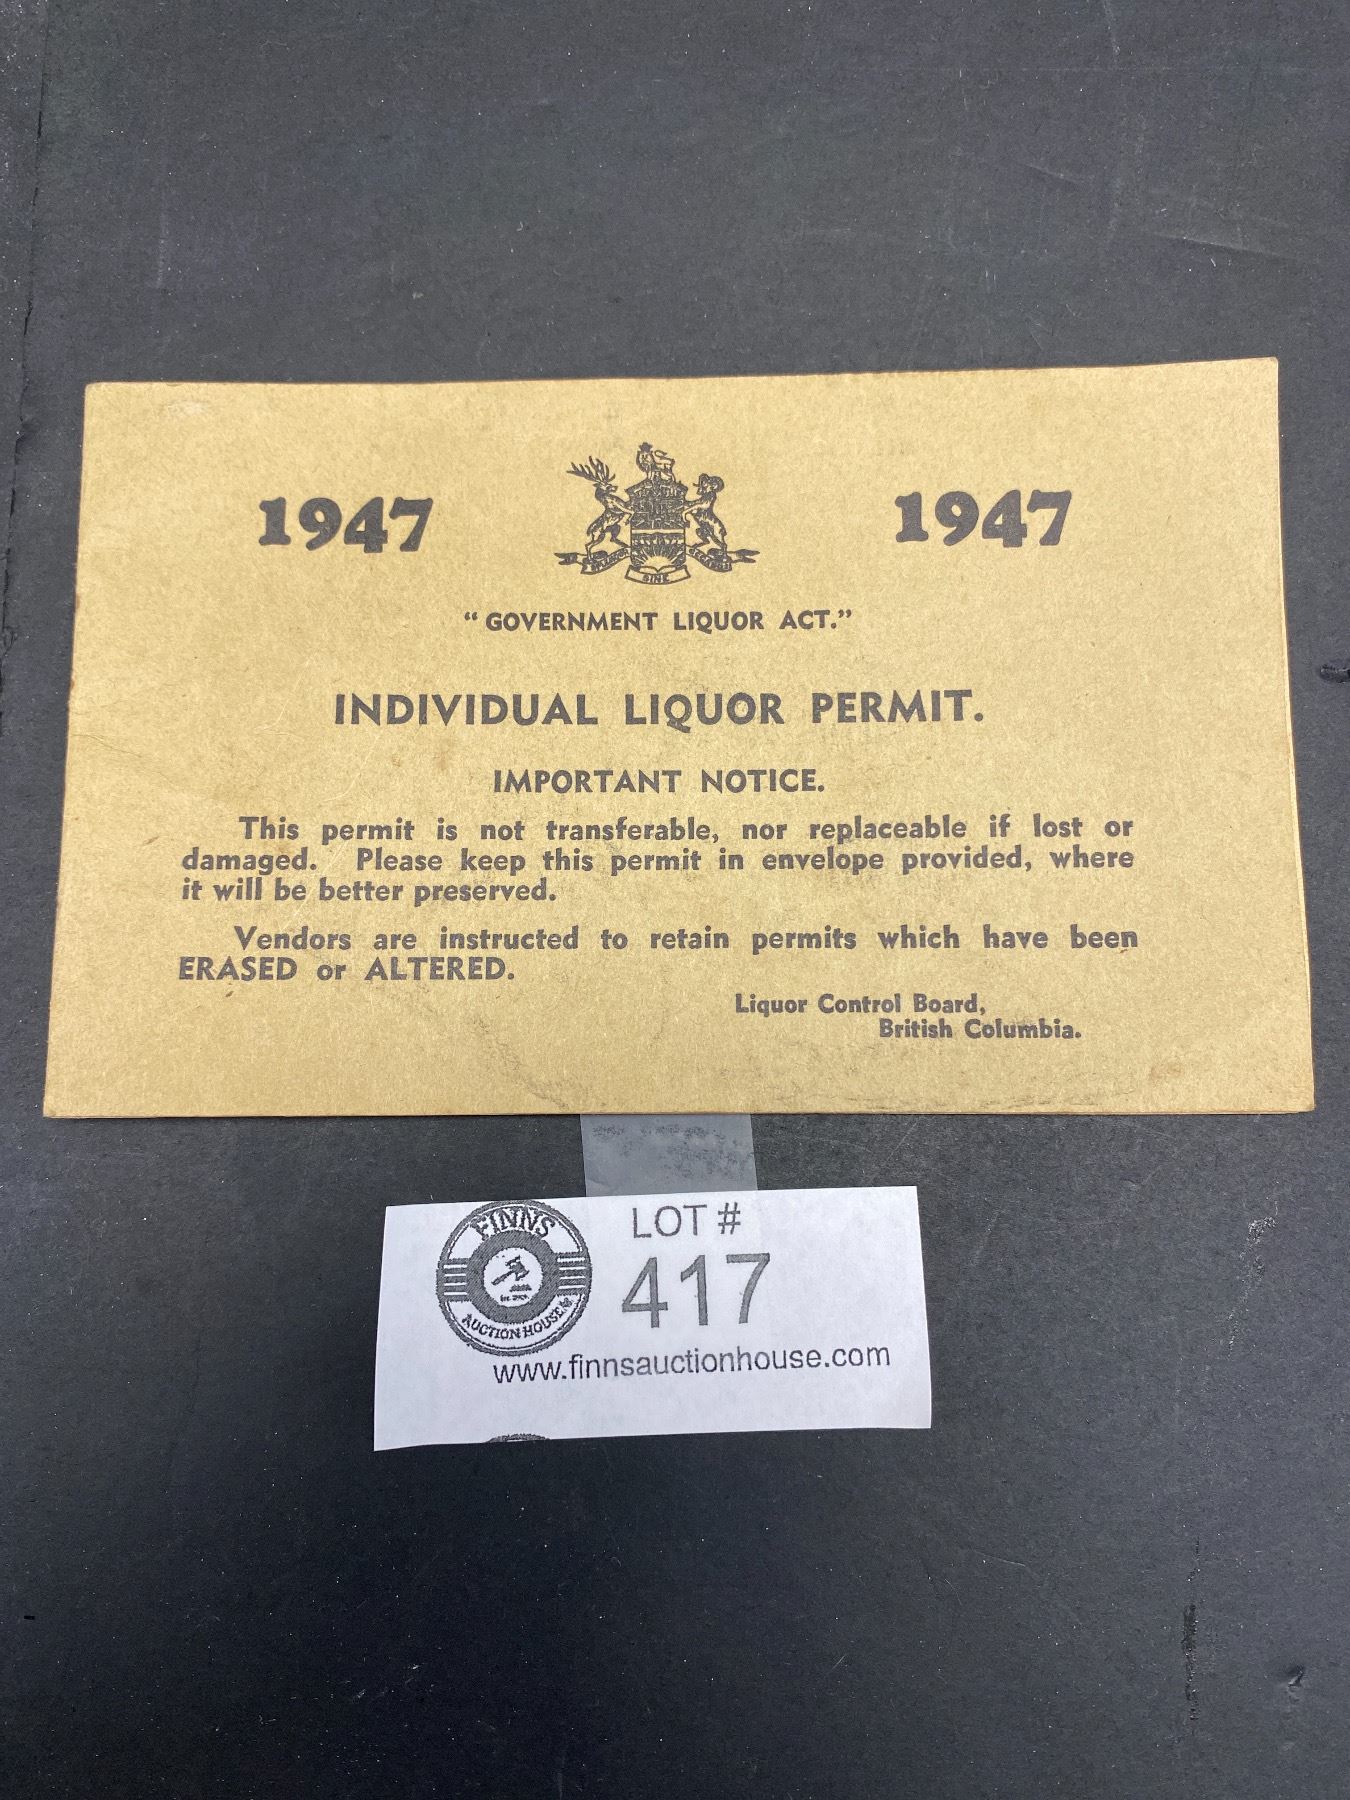 1947 1947
SPLENDOR SINE OCCASU
"GOVERNMENT LIQUOR ACT."
INDIVIDUAL LIQUOR PERMIT.
IMPORTANT NOTICE.
This permit is not transferable, nor replaceable if lost or
damaged. Please keep this permit in envelope provided, where
it will be better preserved.
Vendors are instructed to retain permits which have been
ERASED or ALTERED.
Liquor Control Board,
British Columbia.
FINNS
AUCTION HOUSE
LOT #
417
www.finnsauctionhouse.com